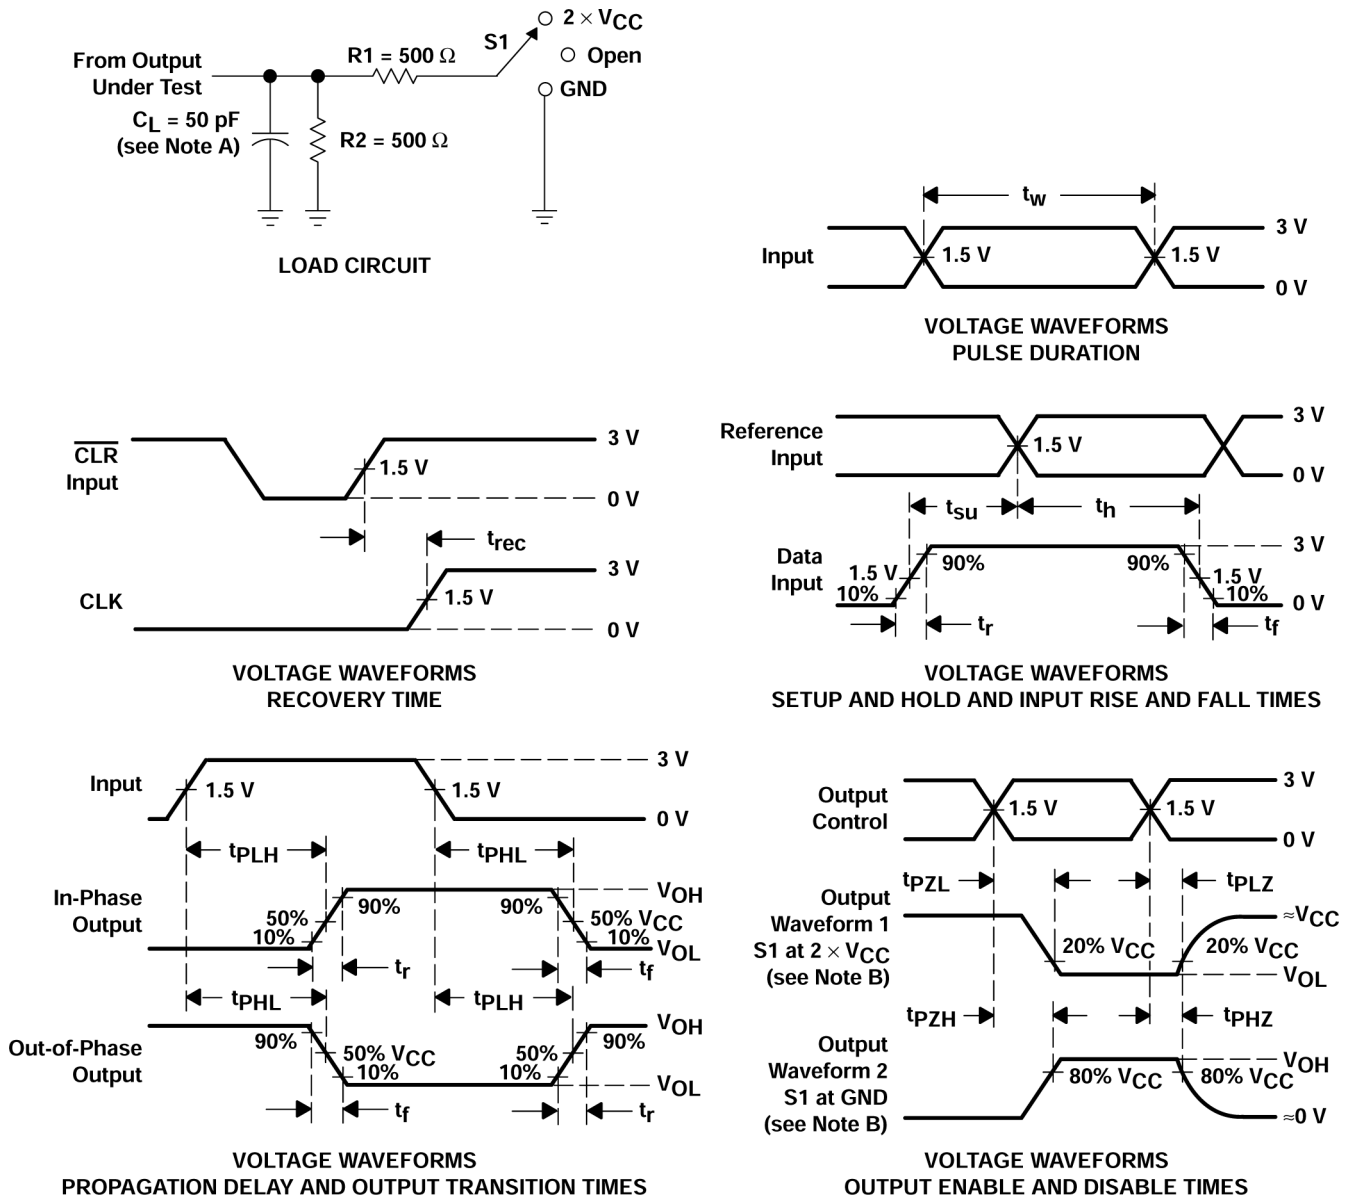 From Output
Under Test
R1 = 500 Ω
S1
2 × VCC
Open
GND
CL = 50 pF
(see Note A)
R2 = 500 Ω
LOAD CIRCUIT
tw
Input
1.5 V
1.5 V
3 V
0 V
VOLTAGE WAVEFORMS
PULSE DURATION
CLR
Input
1.5 V
3 V
0 V
trec
CLK
1.5 V
3 V
0 V
VOLTAGE WAVEFORMS
RECOVERY TIME
Reference
Input
1.5 V
3 V
0 V
tsu
th
Data
Input
1.5 V
10%
90%
90%
1.5 V
10%
3 V
0 V
tr
tf
VOLTAGE WAVEFORMS
SETUP AND HOLD AND INPUT RISE AND FALL TIMES
Input
1.5 V
1.5 V
3 V
0 V
tPLH
tPHL
In-Phase
Output
50%
10%
90%
90%
50% VCC
10%
VOH
VOL
tr
tf
tPHL
tPLH
Out-of-Phase
Output
90%
50% VCC
10%
50%
10%
90%
VOH
VOL
tf
tr
VOLTAGE WAVEFORMS
PROPAGATION DELAY AND OUTPUT TRANSITION TIMES
Output
Control
1.5 V
1.5 V
3 V
0 V
tPZL
tPLZ
Output
Waveform 1
S1 at 2 × VCC
(see Note B)
20% VCC
20% VCC
≈VCC
VOL
tPZH
tPHZ
Output
Waveform 2
S1 at GND
(see Note B)
80% VCC
80% VCC
VOH
≈0 V
VOLTAGE WAVEFORMS
OUTPUT ENABLE AND DISABLE TIMES